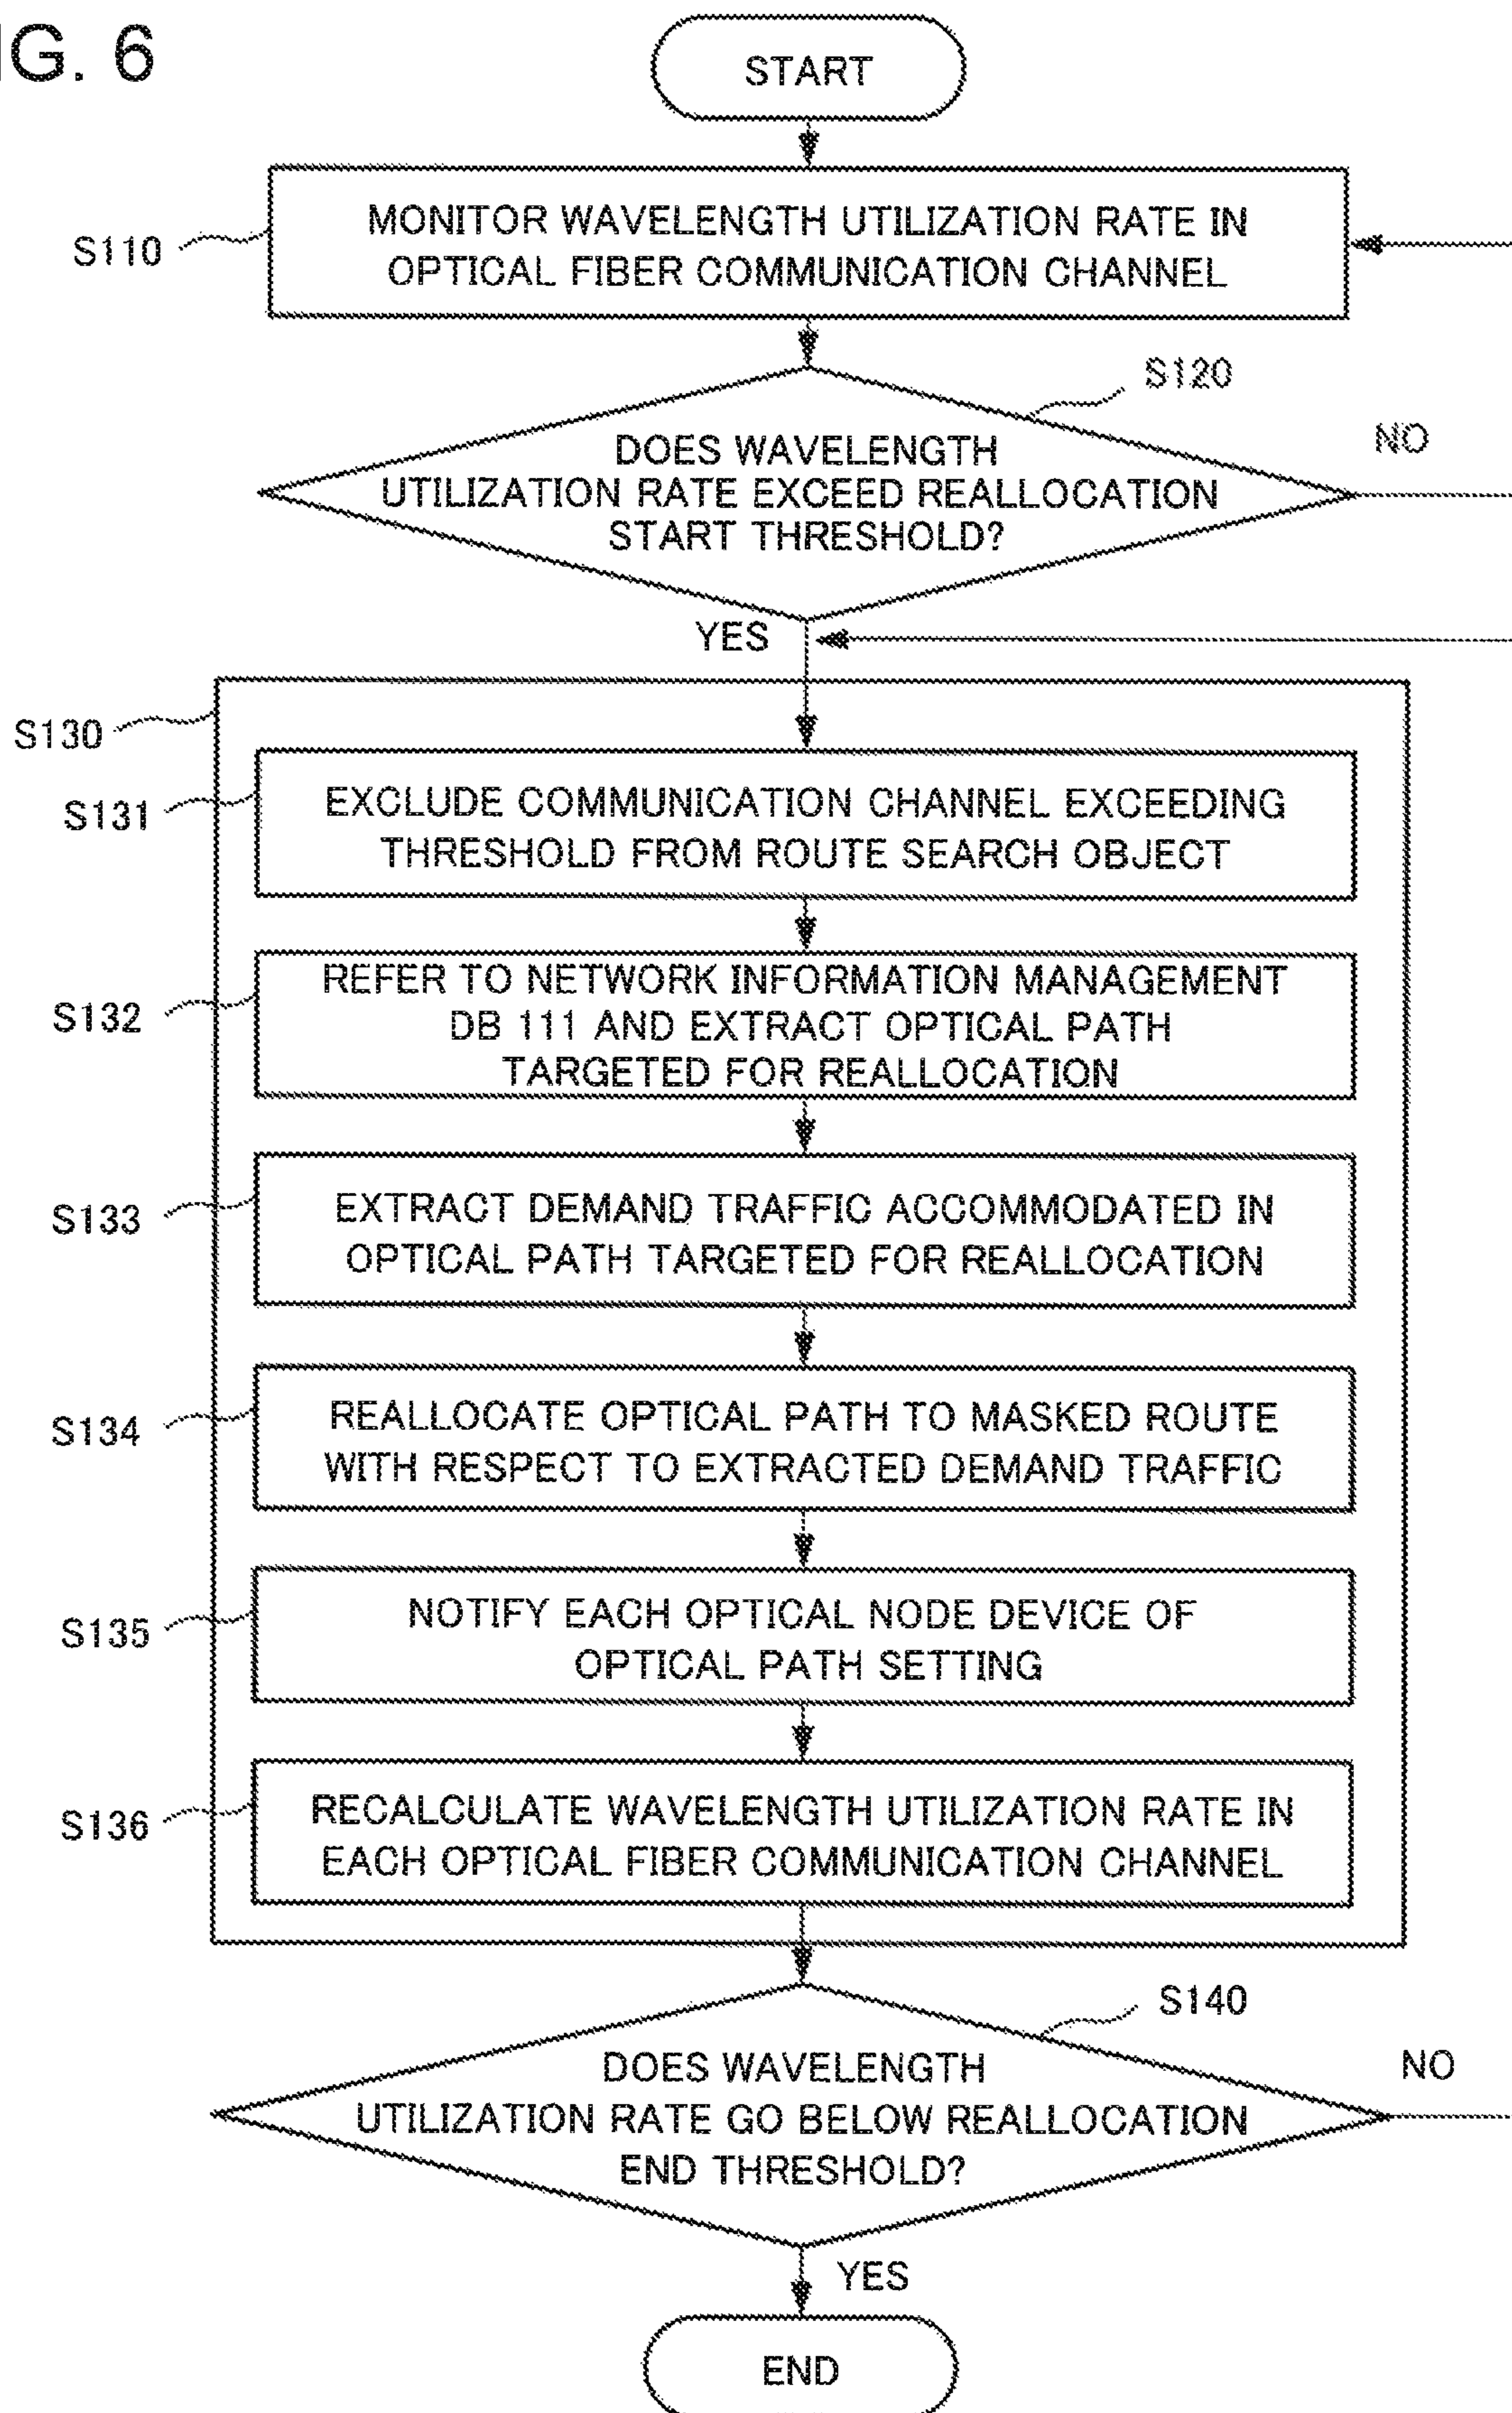 IG. 6
START
S110
MONITOR WAVELENGTH UTILIZATION RATE IN
OPTICAL FIBER COMMUNICATION CHANNEL
S120
DOES WAVELENGTH
UTILIZATION RATE EXCEED REALLOCATION
START THRESHOLD?
NO
YES
S130
S131
EXCLUDE COMMUNICATION CHANNEL EXCEEDING
THRESHOLD FROM ROUTE SEARCH OBJECT
S132
REFER TO NETWORK INFORMATION MANAGEMENT
DB 111 AND EXTRACT OPTICAL PATH
TARGETED FOR REALLOCATION
S133
EXTRACT DEMAND TRAFFIC ACCOMMODATED IN
OPTICAL PATH TARGETED FOR REALLOCATION
S134
REALLOCATE OPTICAL PATH TO MASKED ROUTE
WITH RESPECT TO EXTRACTED DEMAND TRAFFIC
S135
NOTIFY EACH OPTICAL NODE DEVICE OF
OPTICAL PATH SETTING
S136
RECALCULATE WAVELENGTH UTILIZATION RATE IN
EACH OPTICAL FIBER COMMUNICATION CHANNEL
S140
DOES WAVELENGTH
UTILIZATION RATE GO BELOW REALLOCATION
END THRESHOLD?
NO
YES
END